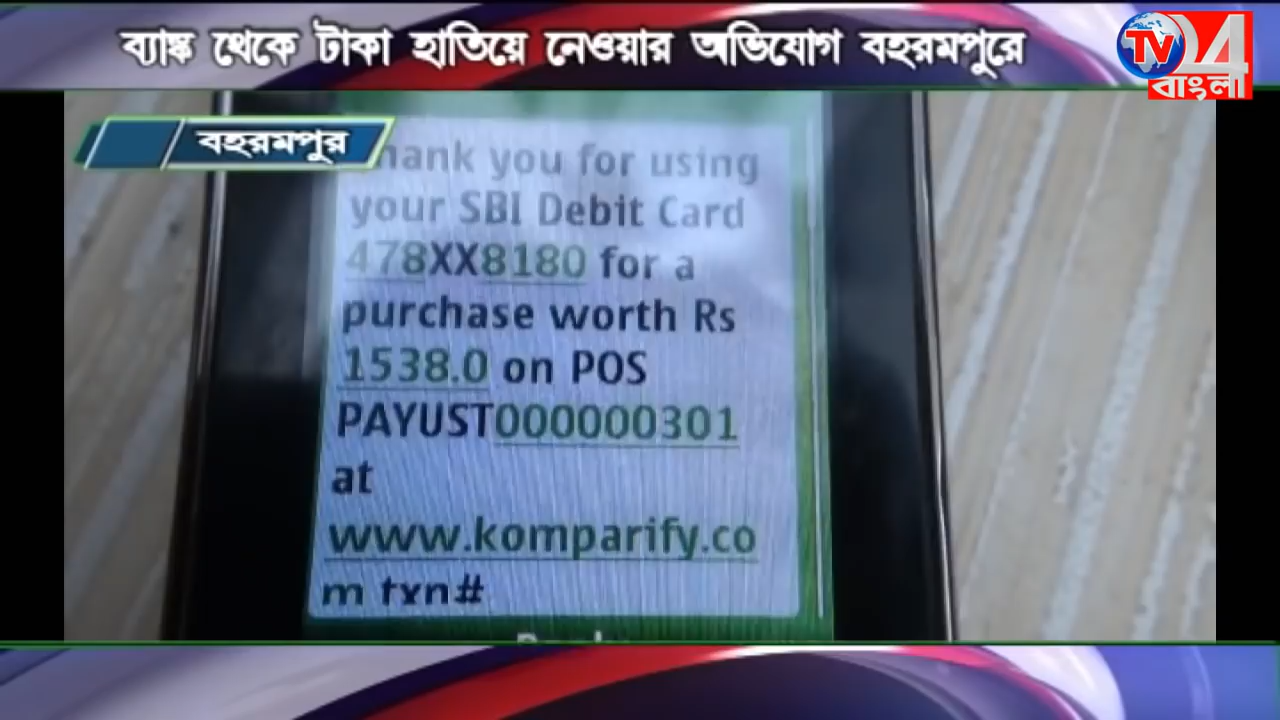 ব্যাঙ্ক থেকে টাকা হাতিয়ে নেওয়ার অভিযোগ বহরমপুরে
TV 24
বাংলা
বহরমপুর
hank you for using
your SBI Debit Card
478XX8180 for a
purchase worth Rs
1538.0 on POS
PAYUST000000301
at
www.komparify.co
m txn#